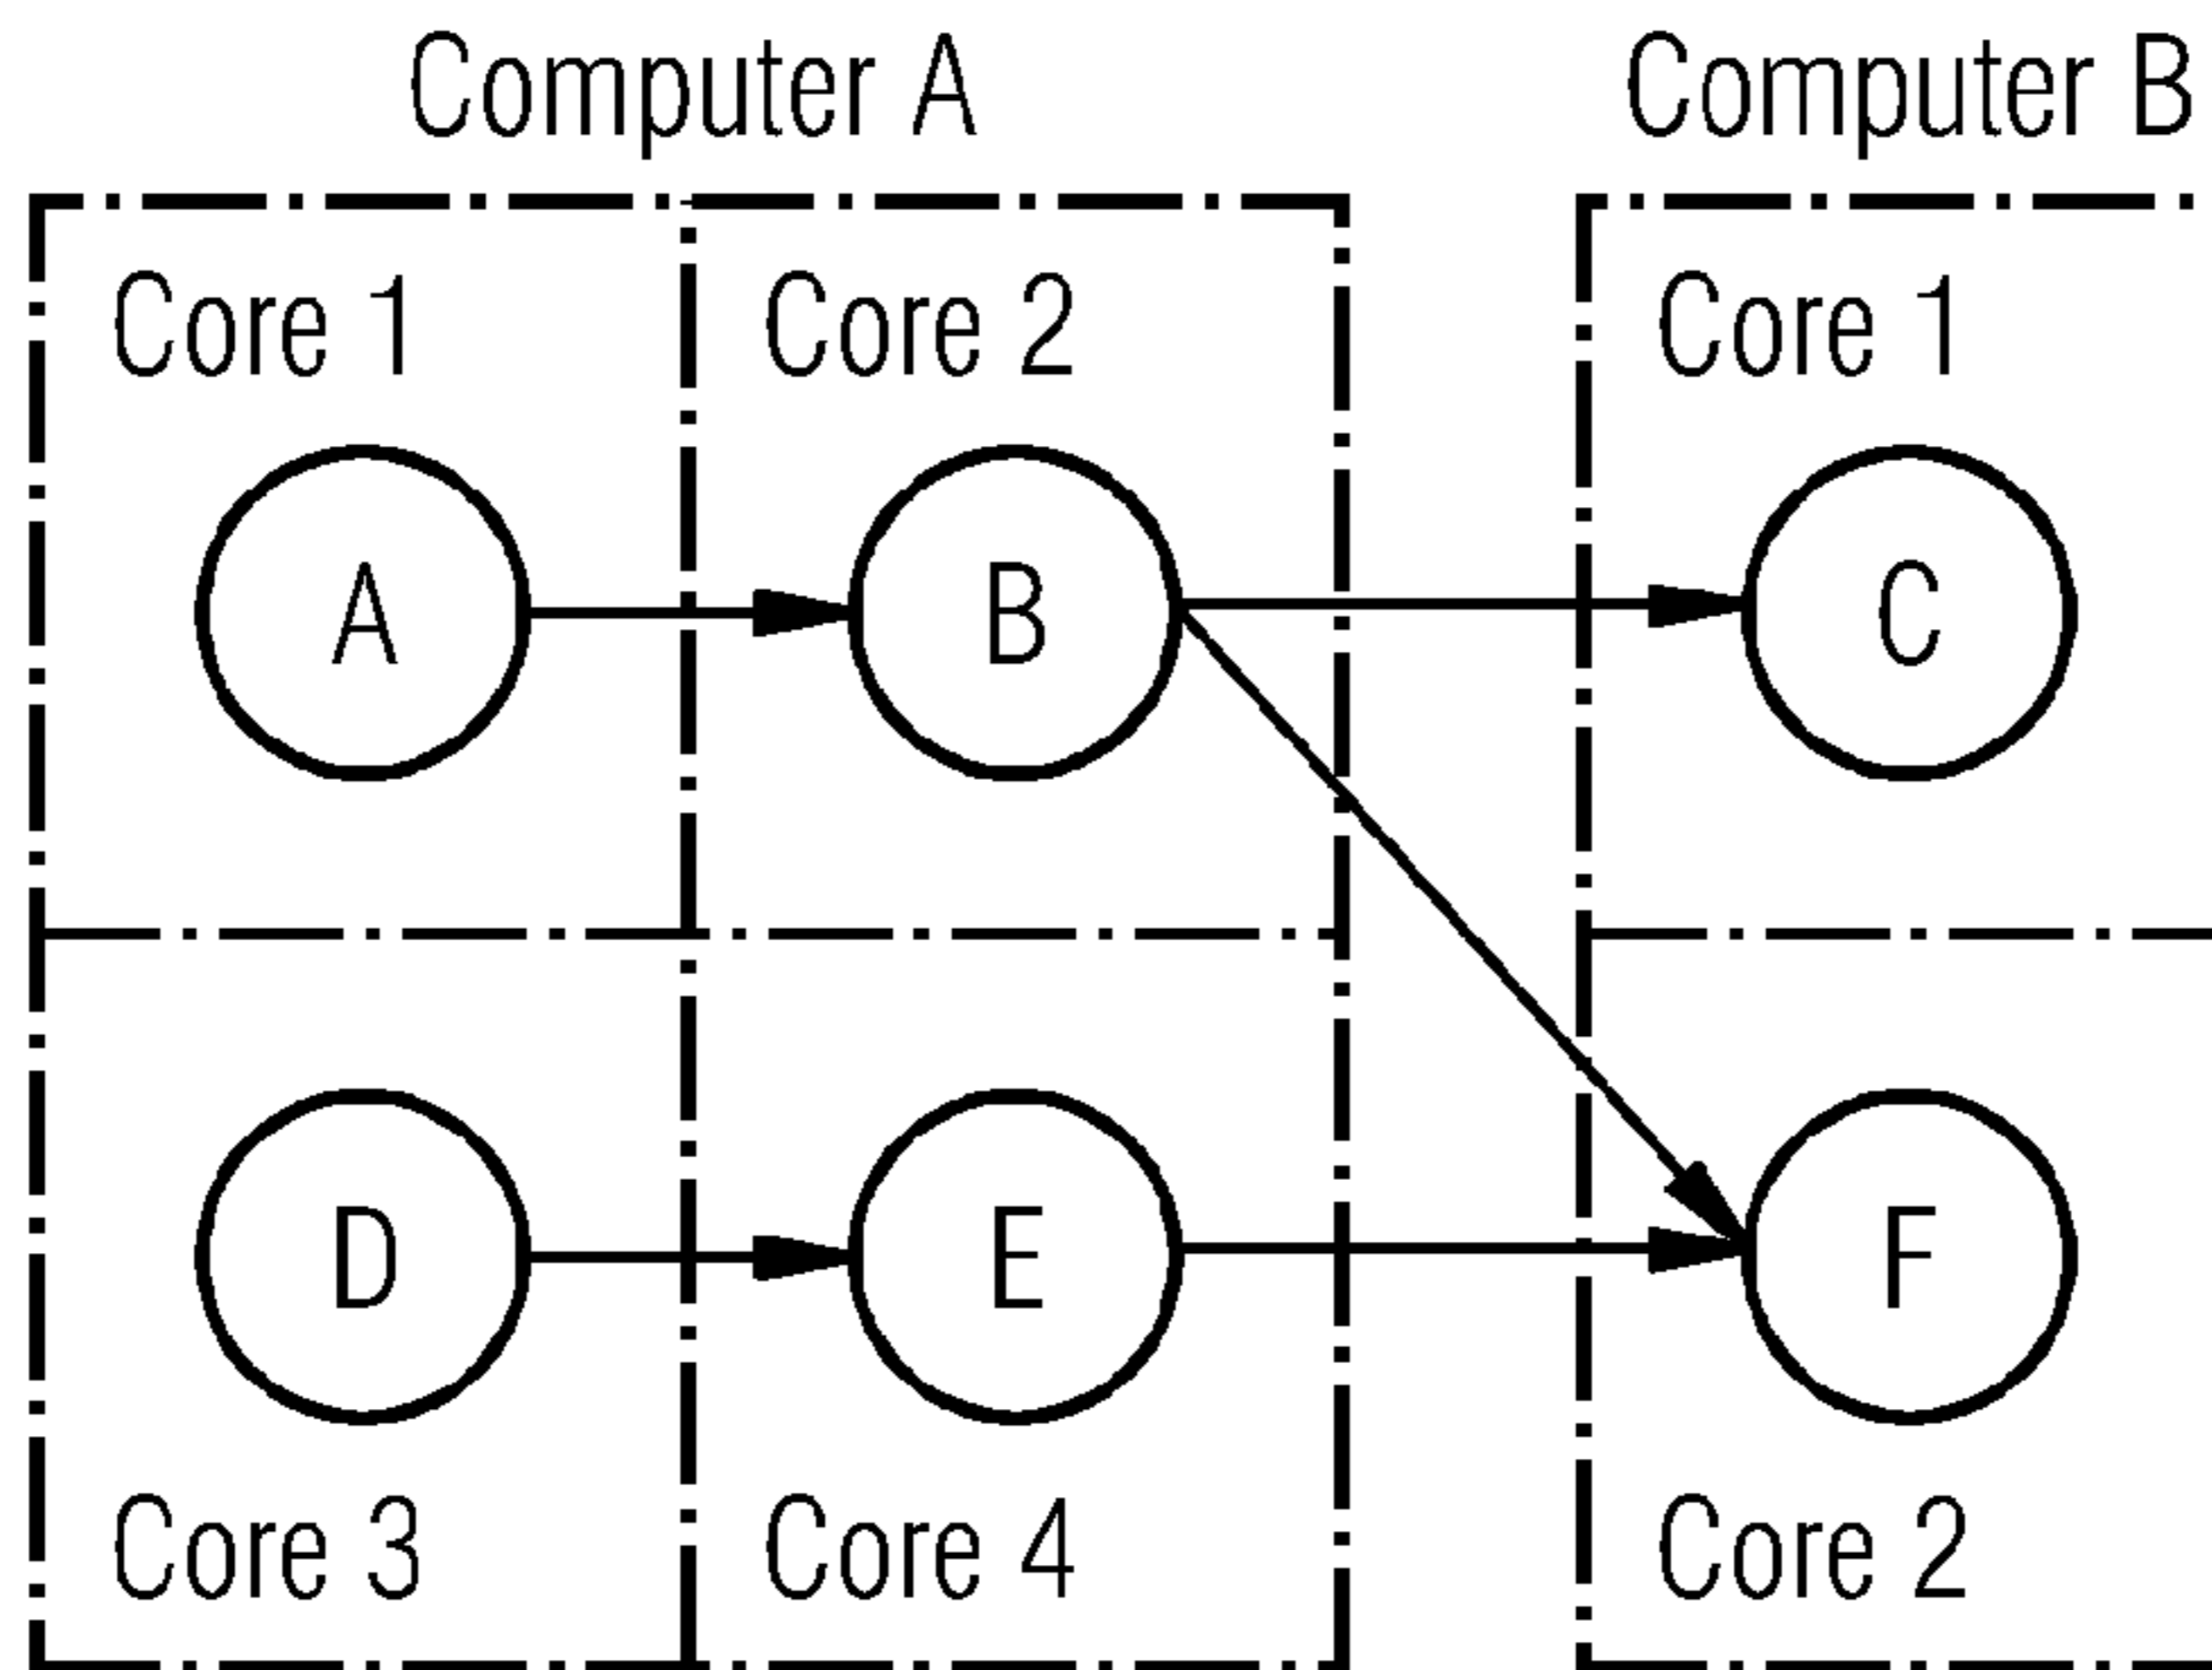 Computer A Computer B
Core 1 Core 2 Core 1
A B C
D E F
Core 3 Core 4 Core 2